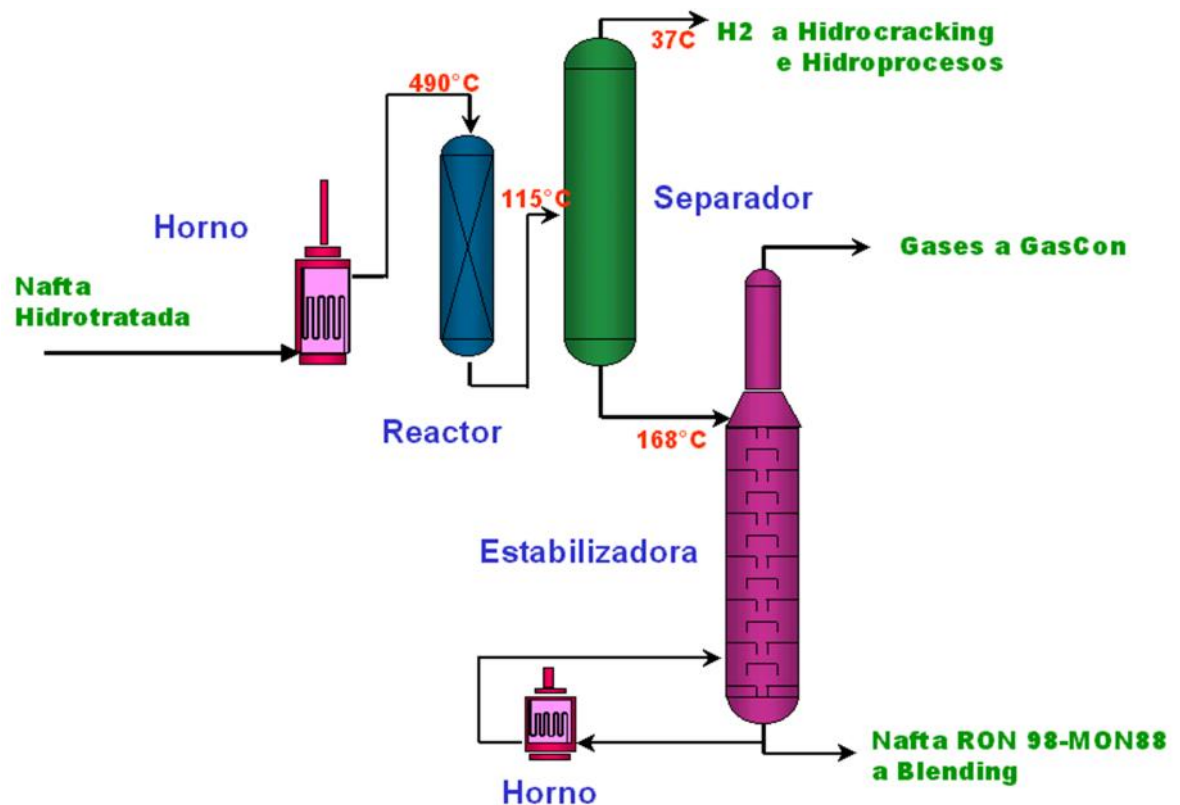 37C
H2 a Hidrocracking
e Hidroprocesos
490°C
115°C
Separador
Horno
Gases a GasCon
Nafta
Hidrotratada
Reactor
168°C
Estabilizadora
Nafta RON 98-MON88
a Blending
Horno